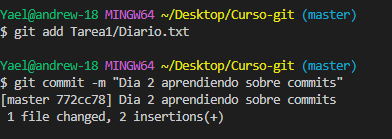 Yael@andrew-18 MINGW64 ~/Desktop/Curso-git (master)
$ git add Tarea1/Diario.txt
Yael@andrew-18 MINGW64 ~/Desktop/Curso-git (master)
$ git commit -m "Dia 2 aprendiendo sobre commits"
[master 772cc78] Dia 2 aprendiendo sobre commits
1 file changed, 2 insertions(+)